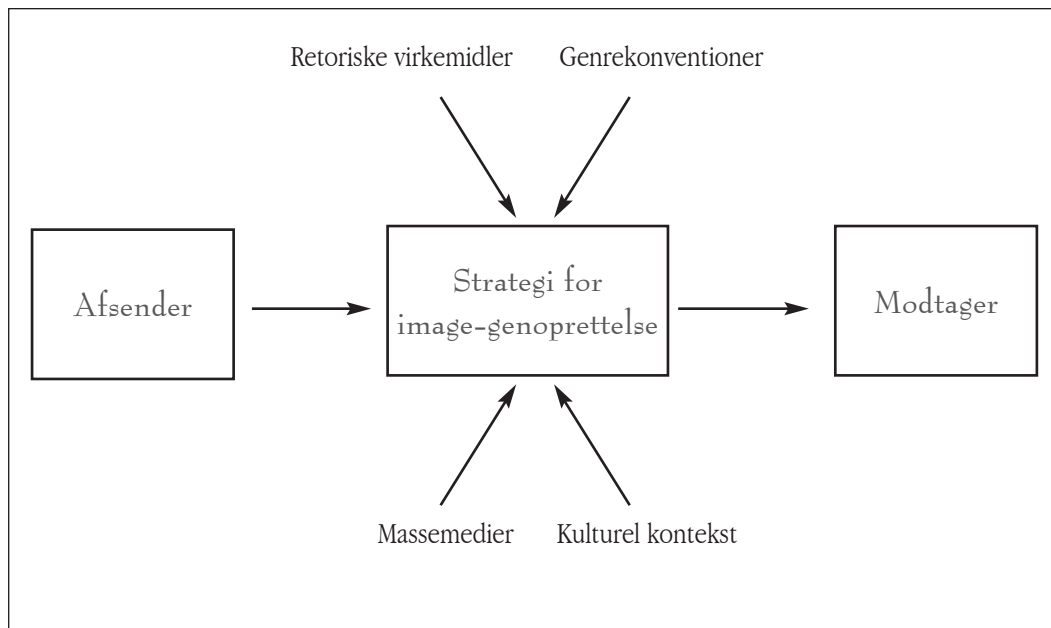 Retoriske virkemidler
Genrekonventioner
Afsender
Strategi for
image-genoprettelse
Modtager
Massemedier
Kulturel kontekst